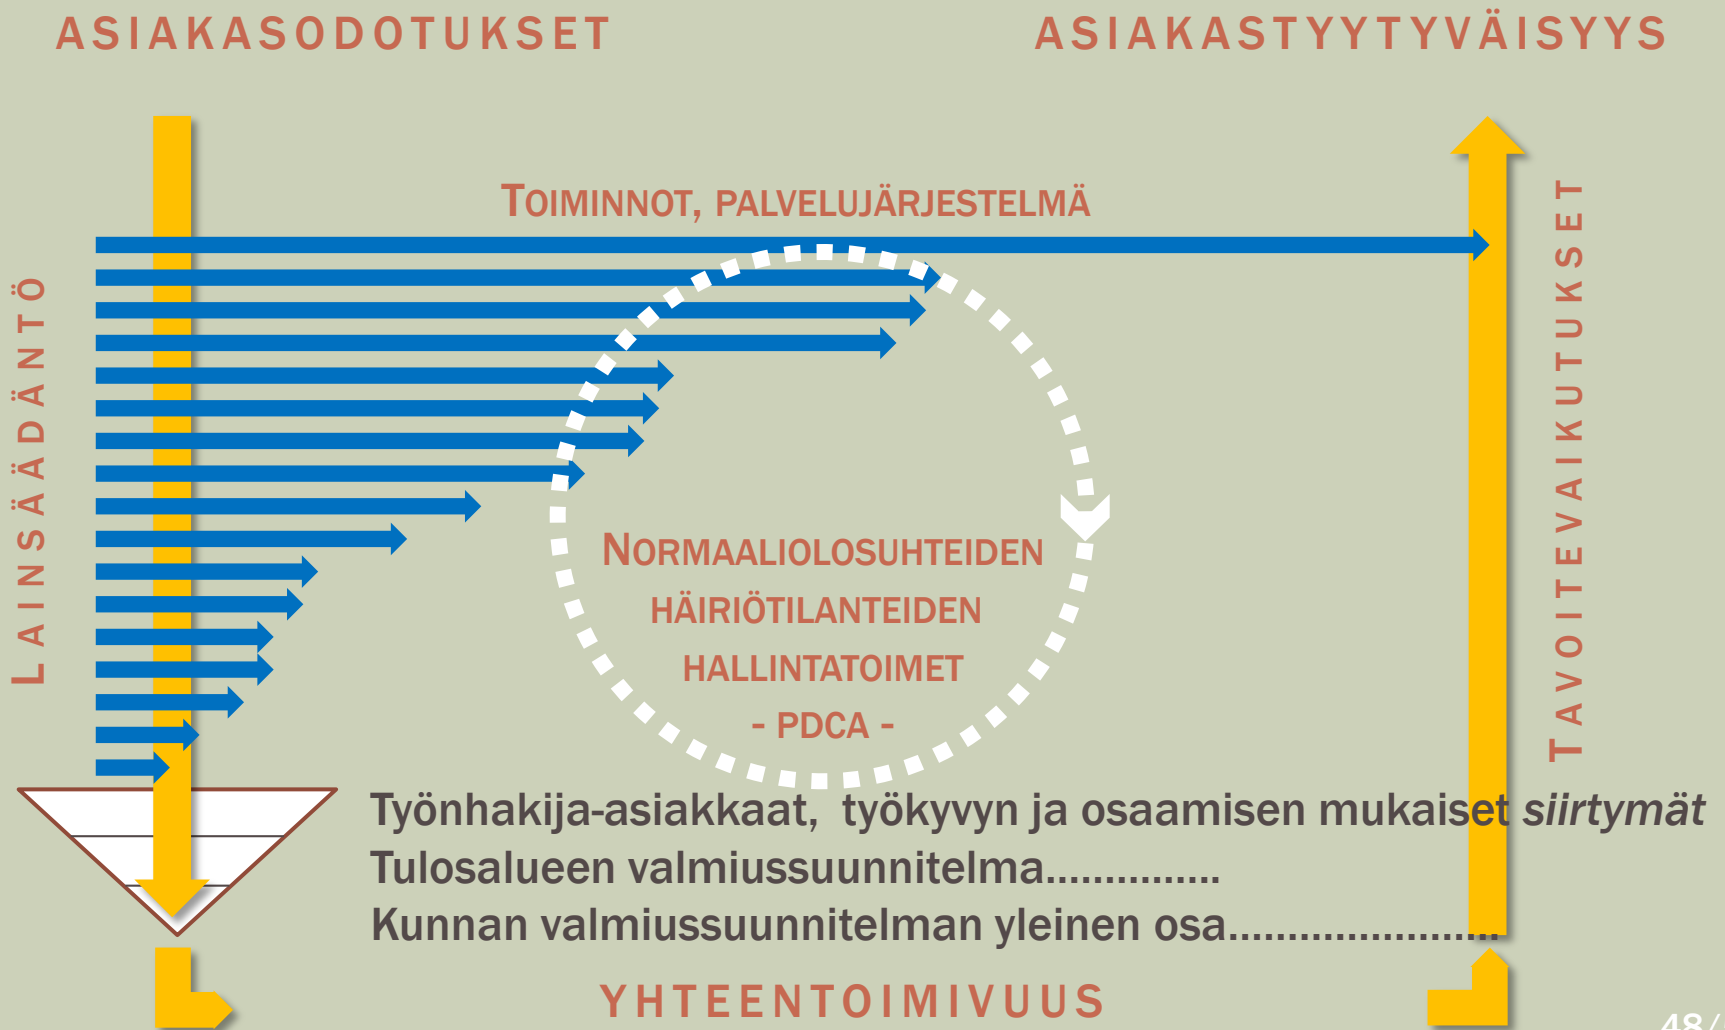 ASIAKASODOTUKSET
ASIAKASTYYTYVÄISYYS
TOIMINNOT, PALVELUJÄRJESTELMÄ
LAINSÄÄDÄNTÖ
TAVOITEVAIKUTUKSET
NORMAALIOLOSUHTEIDEN
HÄIRIÖTILANTEIDEN
HALLINTATOIMET
- PDCA -
Työnhakija-asiakkaat, työkyvyn ja osaamisen mukaiset siirtymät
Tulosalueen valmiussuunnitelma...............
Kunnan valmiussuunnitelman yleinen osa.......................
YHTEENTOIMIVUUS
48/